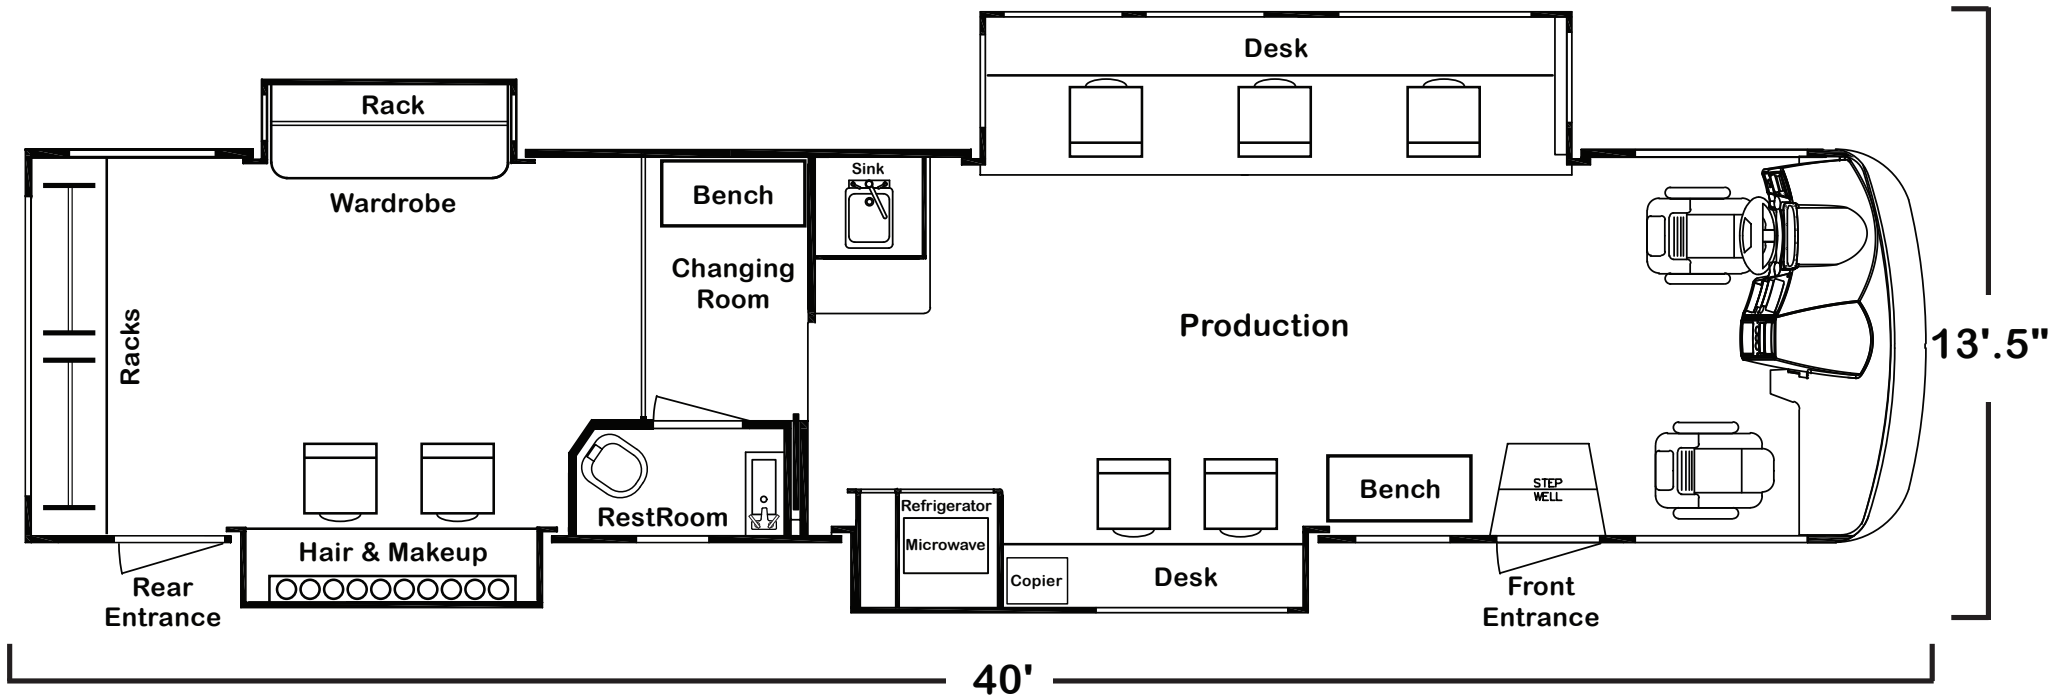 Desk
Rack
Wardrobe
Bench
Sink
Changing
Room
Racks
Production
13'.5"
STEP
WELL
Bench
Refrigerator
Microwave
RestRoom
Hair & Makeup
Copier
Desk
Rear
Entrance
Front
Entrance
40'